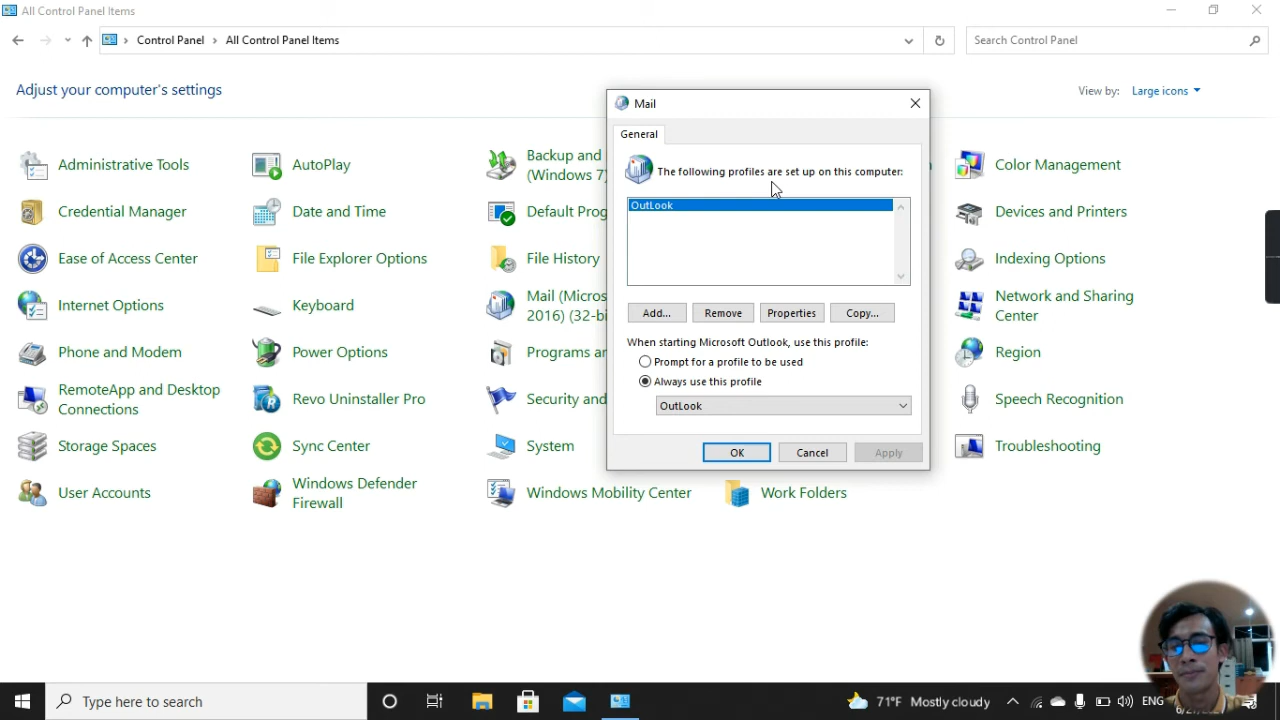 All Control Panel Items
Control Panel
All Control Panel Items
Search Control Panel
Adjust your computer's settings
View by:
Large icons
Administrative Tools
AutoPlay
Backup and
(Windows 7)
Color Management
Credential Manager
Date and Time
Default Prog
Devices and Printers
Ease of Access Center
File Explorer Options
File History
Indexing Options
Internet Options
Keyboard
Mail (Micros
2016) (32-bi
Network and Sharing
Center
Phone and Modem
Power Options
Programs an
Region
RemoteApp and Desktop
Connections
Revo Uninstaller Pro
Security and
Speech Recognition
Storage Spaces
Sync Center
System
Troubleshooting
User Accounts
Windows Defender
Firewall
Windows Mobility Center
Work Folders
Mail
General
The following profiles are set up on this computer:
OutLook
Add...
Remove
Properties
Copy...
When starting Microsoft Outlook, use this profile:
Prompt for a profile to be used
Always use this profile
OutLook
OK
Cancel
Apply
Type here to search
71°F Mostly cloudy
ENG